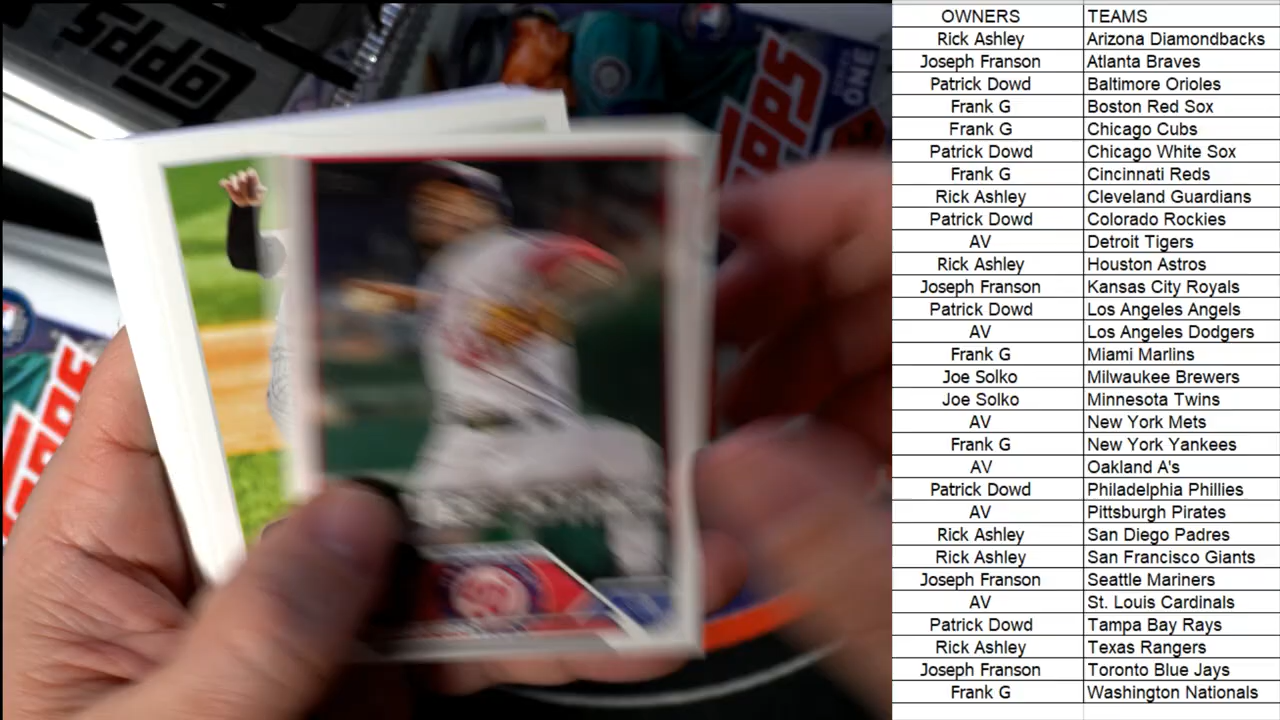 OWNERS TEAMS
Rick Ashley Arizona Diamondbacks
Joseph Franson Atlanta Braves
Patrick Dowd Baltimore Orioles
Frank G Boston Red Sox
Frank G Chicago Cubs
Patrick Dowd Chicago White Sox
Frank G Cincinnati Reds
Rick Ashley Cleveland Guardians
Patrick Dowd Colorado Rockies
AV Detroit Tigers
Rick Ashley Houston Astros
Joseph Franson Kansas City Royals
Patrick Dowd Los Angeles Angels
AV Los Angeles Dodgers
Frank G Miami Marlins
Joe Solko Milwaukee Brewers
Joe Solko Minnesota Twins
AV New York Mets
Frank G New York Yankees
AV Oakland A's
Patrick Dowd Philadelphia Phillies
AV Pittsburgh Pirates
Rick Ashley San Diego Padres
Rick Ashley San Francisco Giants
Joseph Franson Seattle Mariners
AV St. Louis Cardinals
Patrick Dowd Tampa Bay Rays
Rick Ashley Texas Rangers
Joseph Franson Toronto Blue Jays
Frank G Washington Nationals
topps
topps
ONE
topps